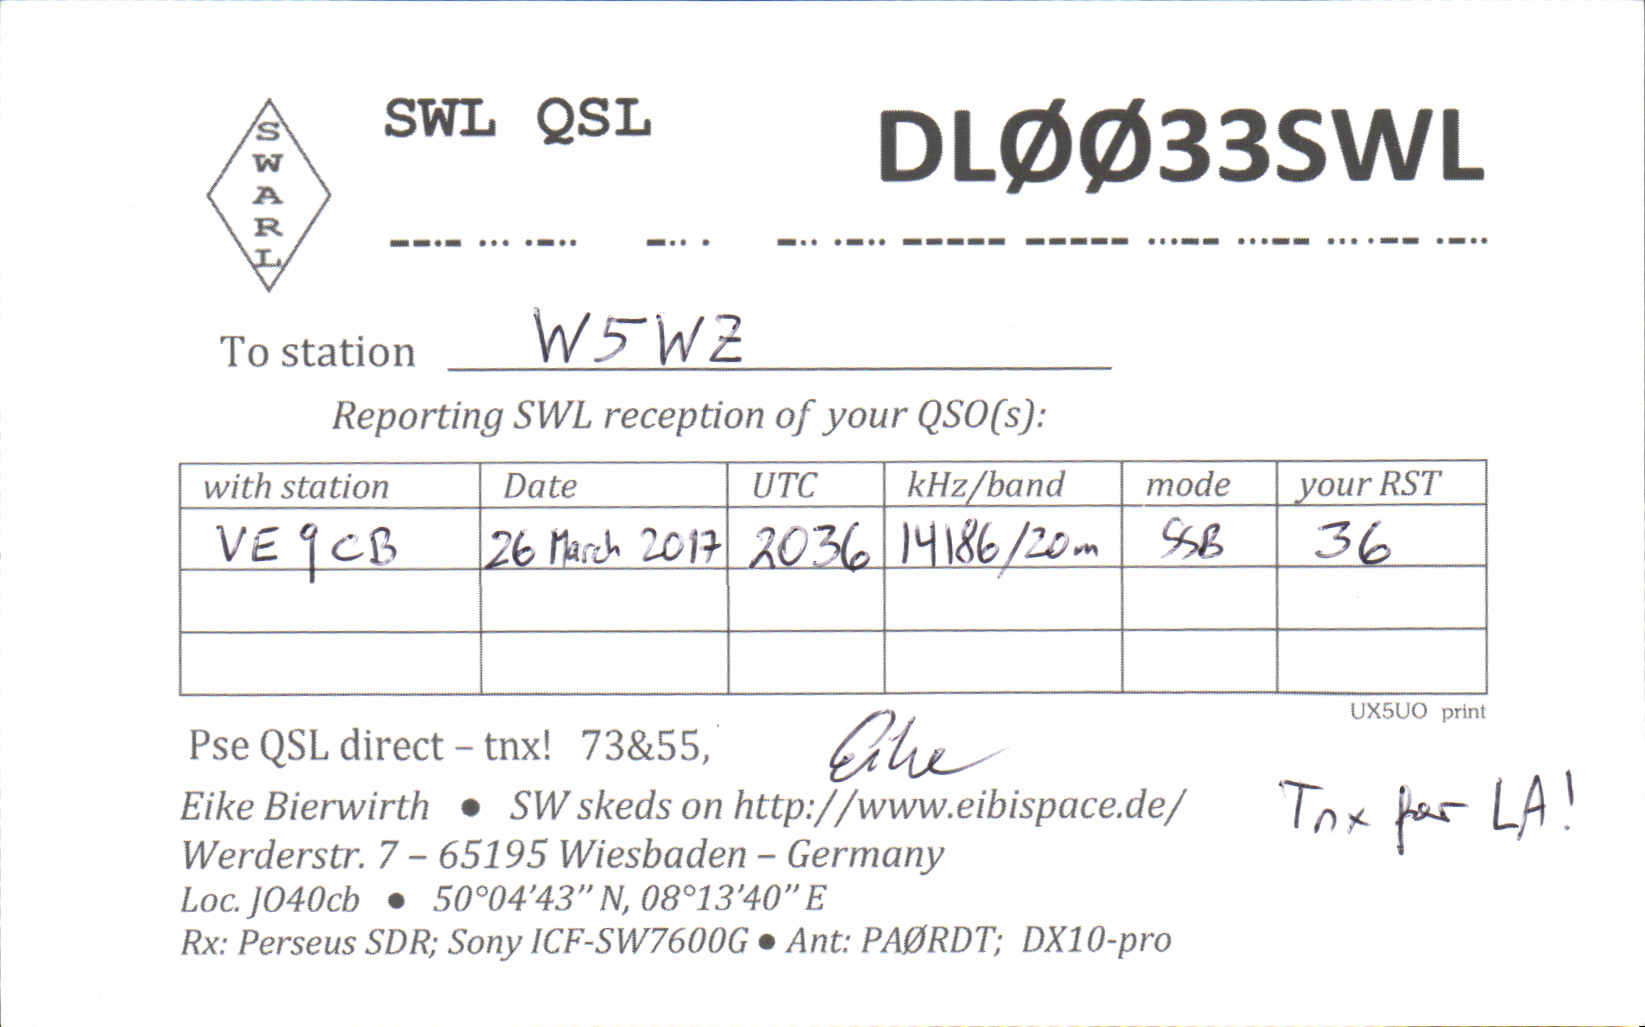 S
W
A
R
L
SWL QSL
DLØØ33SWL
--.- ... .-.. -.. . -.. .-.. ----- ----- ...-- ...-- ... .-- .-..
To station W5WZ
Reporting SWL reception of your QSO(s):
with station Date UTC kHz/band mode your RST
VE9CB 26 March 2017 2036 14186/20m SSB 36
UX5UO print
Pse QSL direct – tnx! 73&55, Eike
Eike Bierwirth ● SW skeds on http://www.eibispace.de/
Tnx for LA!
Werderstr. 7 – 65195 Wiesbaden – Germany
Loc. JO40cb ● 50°04'43" N, 08°13'40" E
Rx: Perseus SDR; Sony ICF-SW7600G ● Ant: PAØRDT; DX10-pro